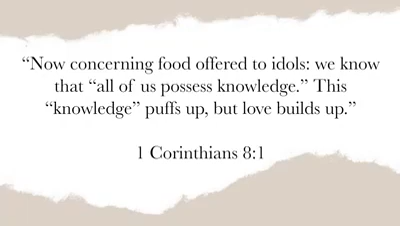 “Now concerning food offered to idols: we know
that “all of us possess knowledge.” This
“knowledge” puffs up, but love builds up.”
1 Corinthians 8:1